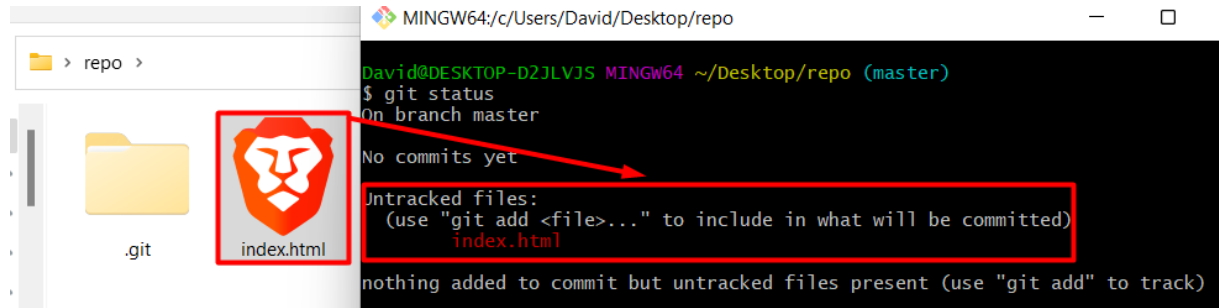 repo
.git
index.html
MINGW64:/c/Users/David/Desktop/repo
David@DESKTOP-D2JLVJS MINGW64 ~/Desktop/repo (master)
$ git status
On branch master
No commits yet
Untracked files:
(use "git add <file>..." to include in what will be committed)
index.html
nothing added to commit but untracked files present (use "git add" to track)